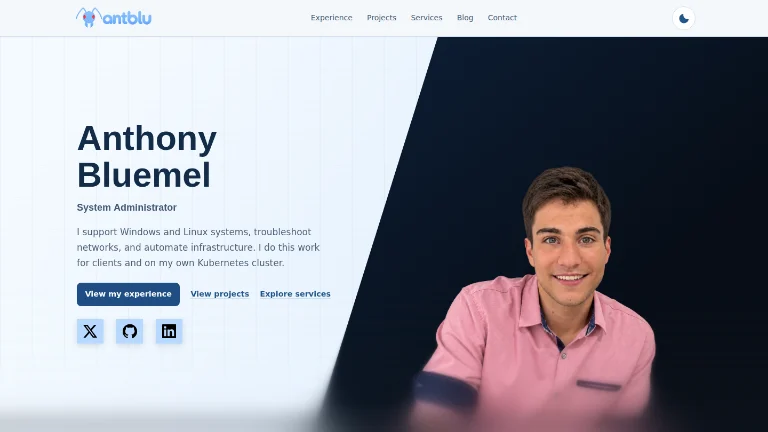 antblu
Experience
Projects
Services
Blog
Contact
Anthony
Bluemel
System Administrator
I support Windows and Linux systems, troubleshoot
networks, and automate infrastructure. I do this work
for clients and on my own Kubernetes cluster.
View my experience
View projects
Explore services